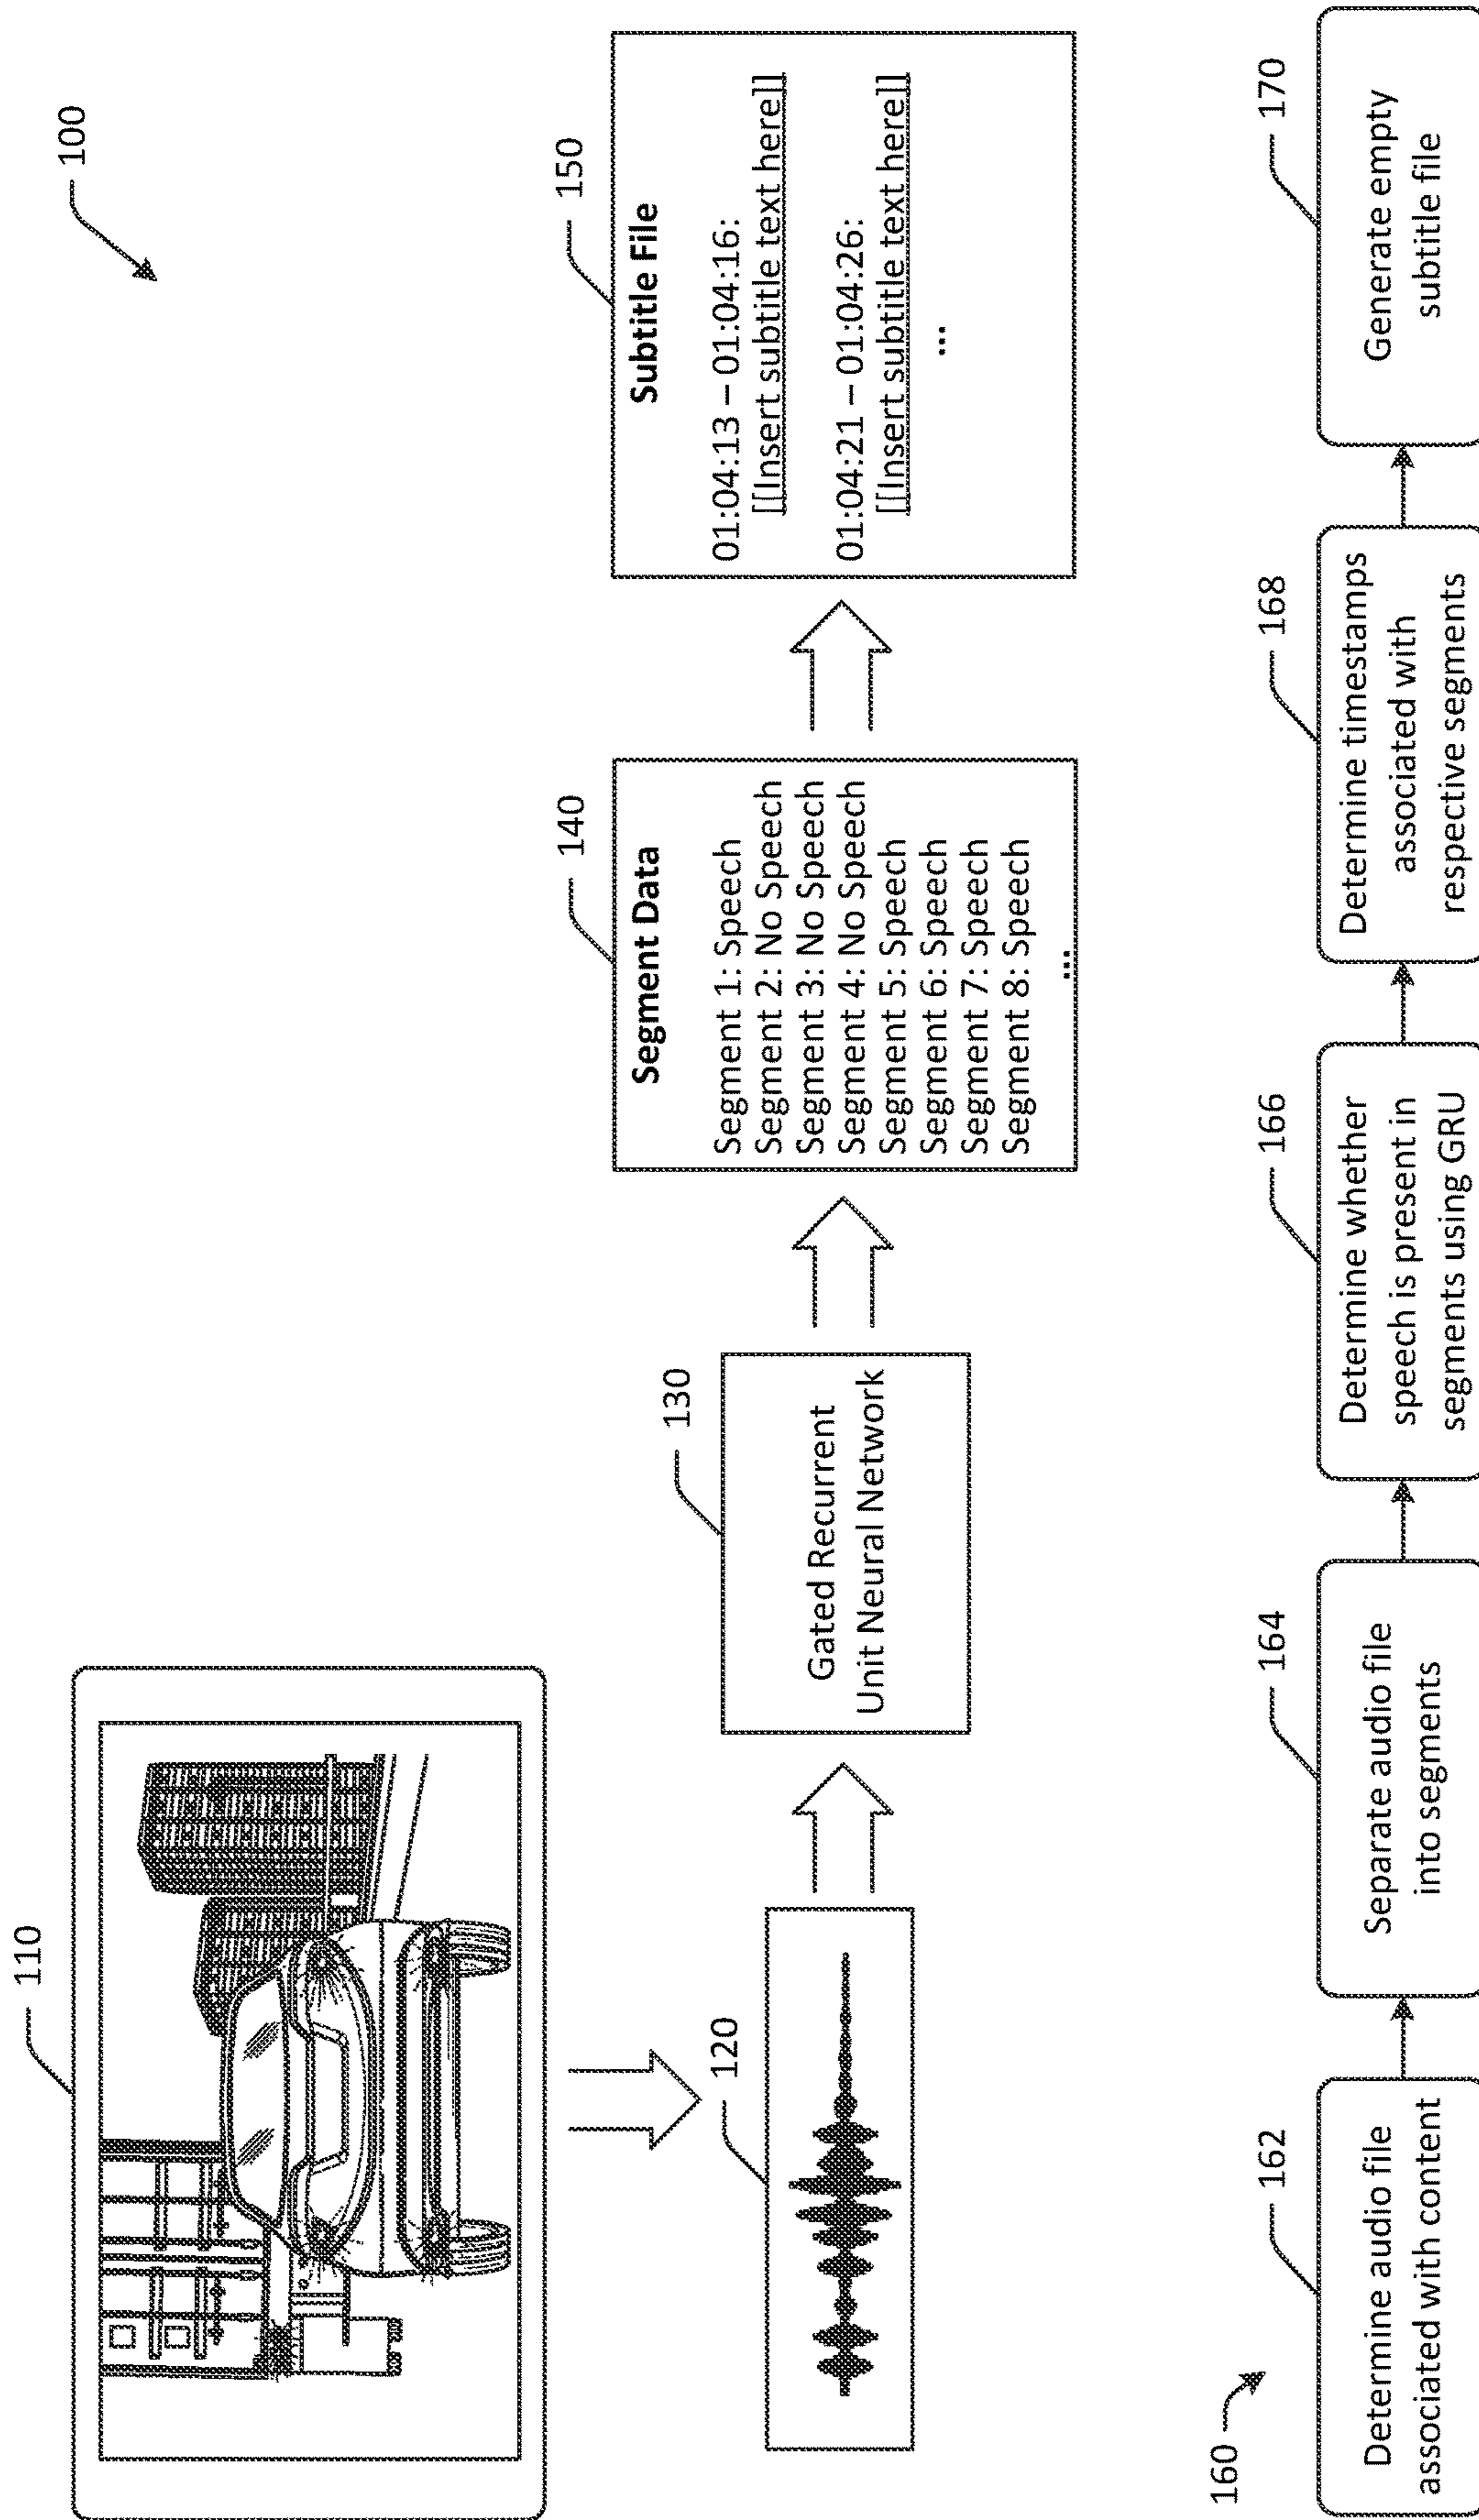 100
110
120
130
Gated Recurrent
Unit Neural Network
140
Segment Data
Segment 1: Speech
Segment 2: No Speech
Segment 3: No Speech
Segment 4: No Speech
Segment 5: Speech
Segment 6: Speech
Segment 7: Speech
Segment 8: Speech
...
150
Subtitle File
01:04:13 – 01:04:16:
[[Insert subtitle text here]]
01:04:21 – 01:04:26:
[[Insert subtitle text here]]
...
160
162
Determine audio file
associated with content
164
Separate audio file
into segments
166
Determine whether
speech is present in
segments using GRU
168
Determine timestamps
associated with
respective segments
170
Generate empty
subtitle file